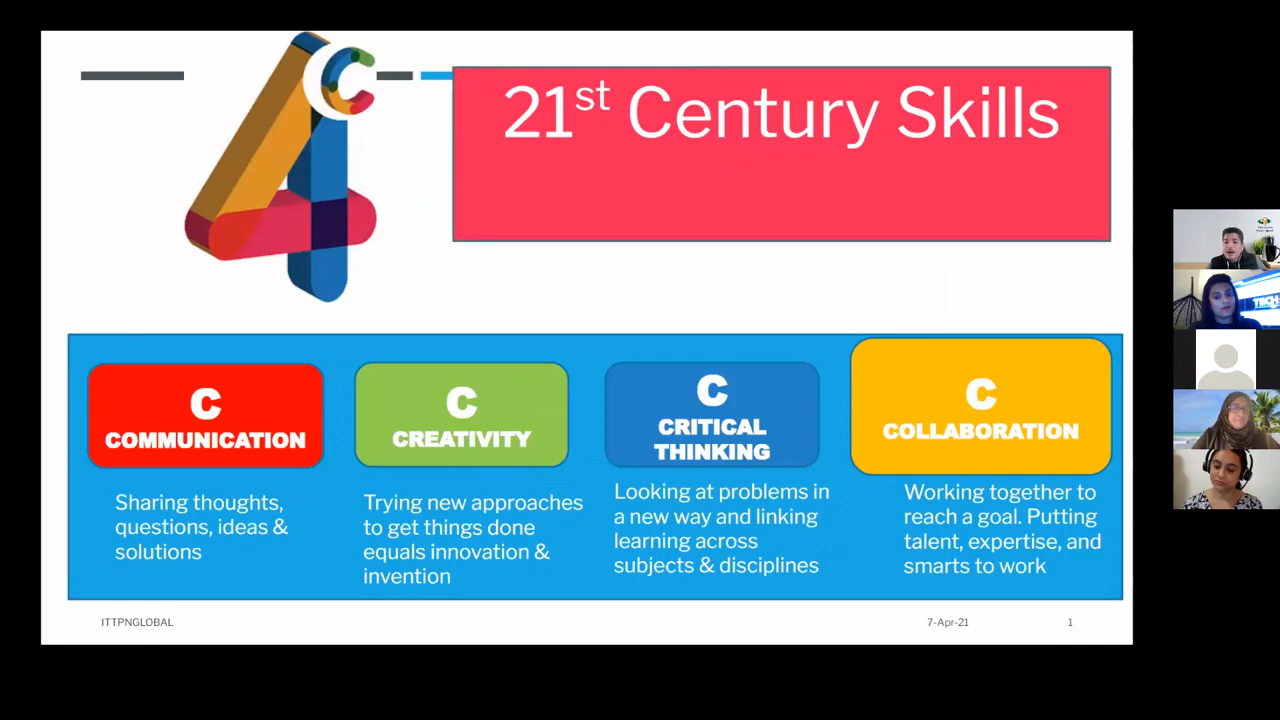 C
21st Century Skills
C
COMMUNICATION
Sharing thoughts,
questions, ideas &
solutions
C
CREATIVITY
Trying new approaches
to get things done
equals innovation &
invention
C
CRITICAL
THINKING
Looking at problems in
a new way and linking
learning across
subjects & disciplines
C
COLLABORATION
Working together to
reach a goal. Putting
talent, expertise, and
smarts to work
ITTPNGLOBAL
7-Apr-21
1